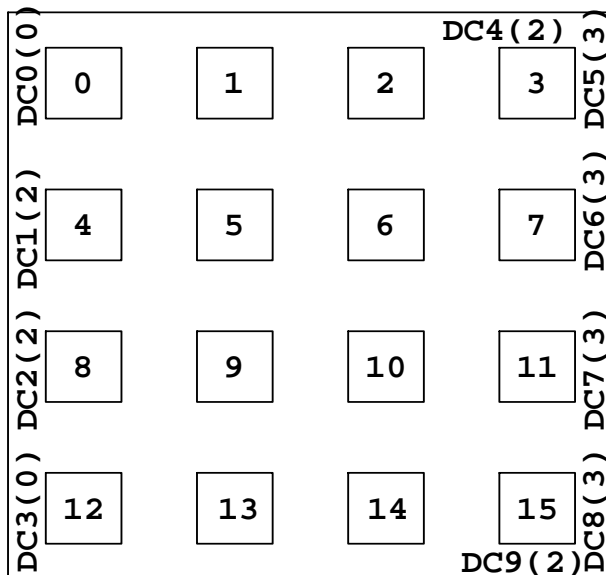 DC4(2)
DC0(0) 0 1 2 3 DC5(3)
DC1(2) 4 5 6 7 DC6(3)
DC2(2) 8 9 10 11 DC7(3)
DC3(0) 12 13 14 15 DC8(3)
DC9(2)